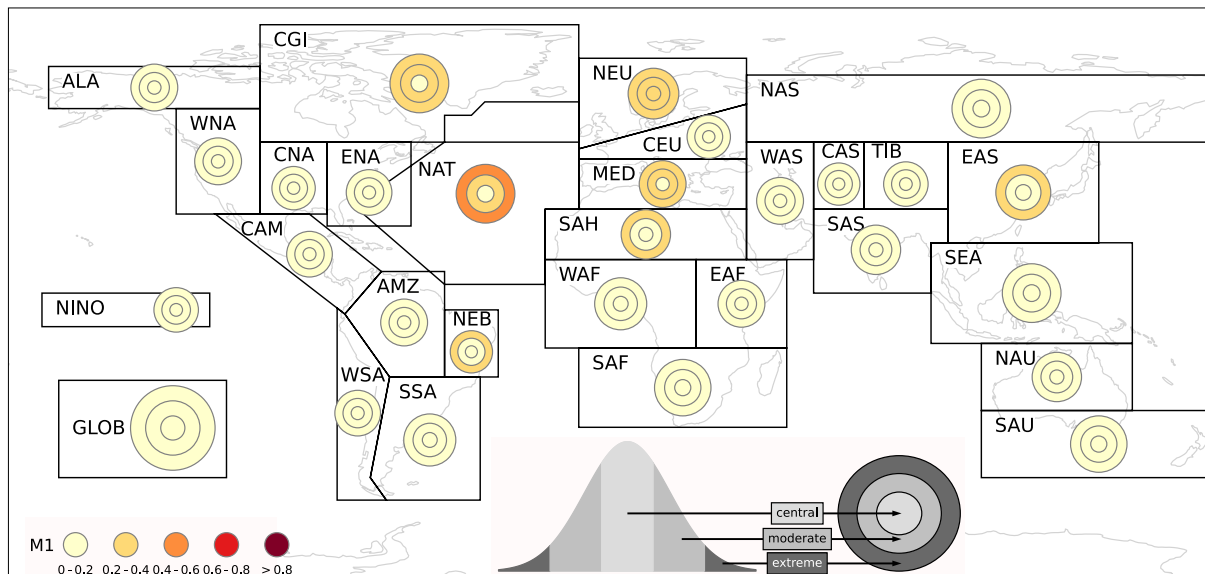 CGI
ALA
NEU
NAS
WNA
CNA
ENA
NAT
CEU
MED
WAS
CAS
TIB
EAS
CAM
SAH
SAS
SEA
NINO
AMZ
NEB
WAF
EAF
WSA
SSA
SAF
NAU
GLOB
SAU
central
moderate
extreme
M1
0 - 0.2 0.2 - 0.4 0.4 - 0.6 0.6 - 0.8 > 0.8